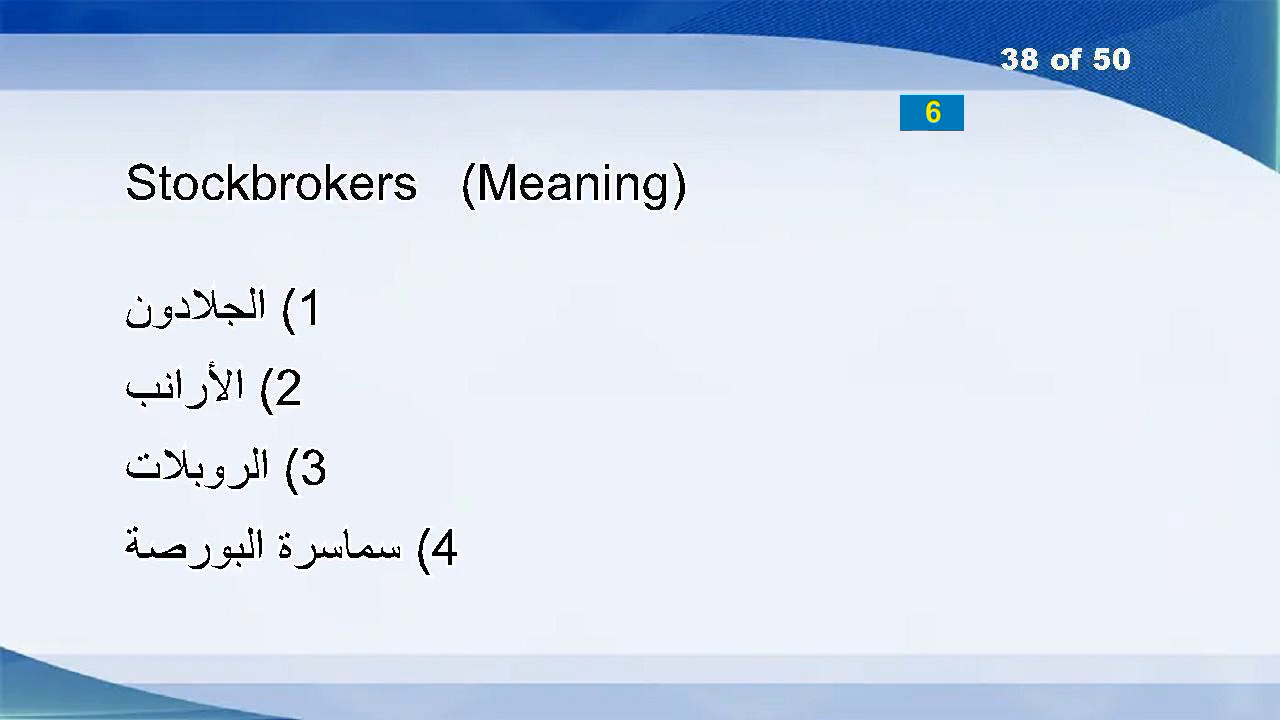 38 of 50
6
Stockbrokers (Meaning)
1) الجلادون
2) الأرانب
3) الروبلات
4) سماسرة البورصة